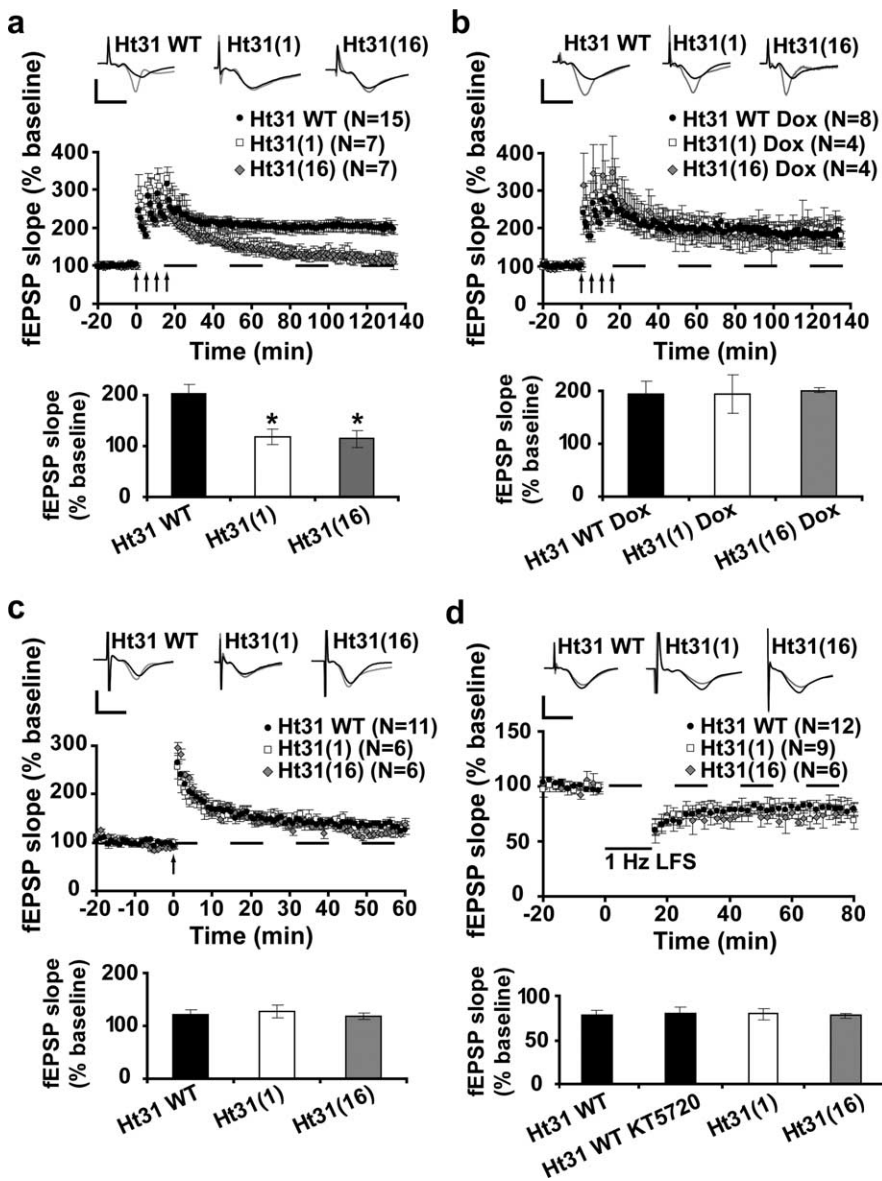 a
Ht31 WT
Ht31(1)
Ht31(16)
Ht31 WT (N=15)
Ht31(1) (N=7)
Ht31(16) (N=7)
fEPSP slope (% baseline)
400
300
200
100
0
-20 0 20 40 60 80 100 120 140
Time (min)
fEPSP slope
(% baseline)
200
100
0
* *
Ht31 WT
Ht31(1)
Ht31(16)
b
Ht31 WT
Ht31(1)
Ht31(16)
Ht31 WT Dox (N=8)
Ht31(1) Dox (N=4)
Ht31(16) Dox (N=4)
fEPSP slope (% baseline)
400
300
200
100
0
-20 0 20 40 60 80 100 120 140
Time (min)
fEPSP slope
(% baseline)
200
100
0
Ht31 WT Dox
Ht31(1) Dox
Ht31(16) Dox
c
Ht31 WT
Ht31(1)
Ht31(16)
Ht31 WT (N=11)
Ht31(1) (N=6)
Ht31(16) (N=6)
fEPSP slope (% baseline)
300
200
100
0
-20 -10 0 10 20 30 40 50 60
Time (min)
fEPSP slope
(% baseline)
200
100
0
Ht31 WT
Ht31(1)
Ht31(16)
d
Ht31 WT
Ht31(1)
Ht31(16)
Ht31 WT (N=12)
Ht31(1) (N=9)
Ht31(16) (N=6)
fEPSP slope (% baseline)
150
100
50
0
1 Hz LFS
-20 0 20 40 60 80
Time (min)
fEPSP slope
(% baseline)
100
50
0
Ht31 WT
Ht31 WT KT5720
Ht31(1)
Ht31(16)